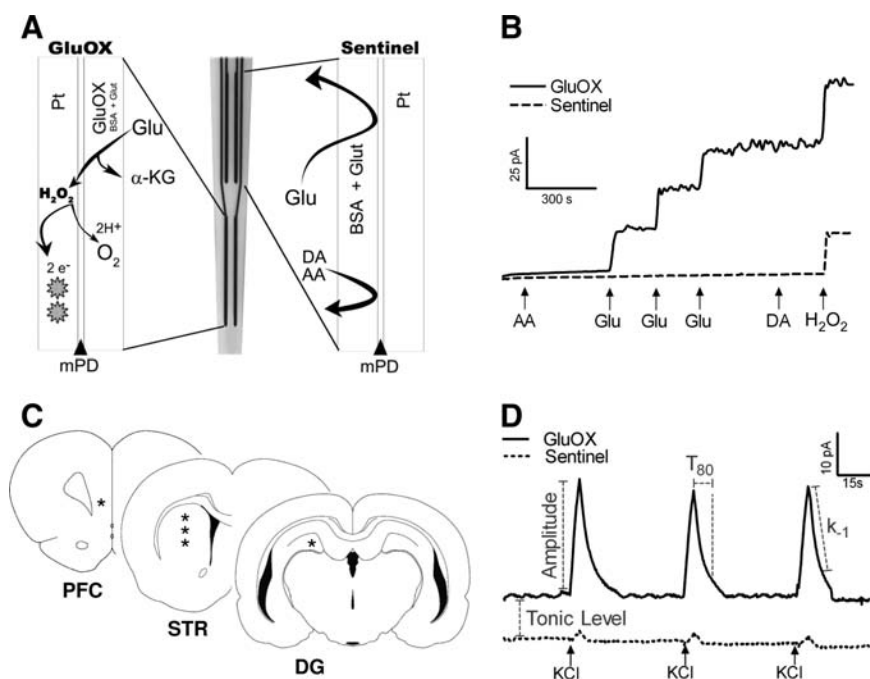 A
GluOX
Pt
GluOX
BSA + Glut
Glu
α-KG
H2O2
2H+
O2
2 e-
mPD
Sentinel
Pt
BSA + Glut
Glu
DA
AA
mPD
B
GluOX
Sentinel
25 pA
300 s
AA
Glu
Glu
Glu
DA
H2O2
C
PFC
STR
DG
D
GluOX
Sentinel
10 pA
15s
T80
Amplitude
k-1
Tonic Level
KCl
KCl
KCl